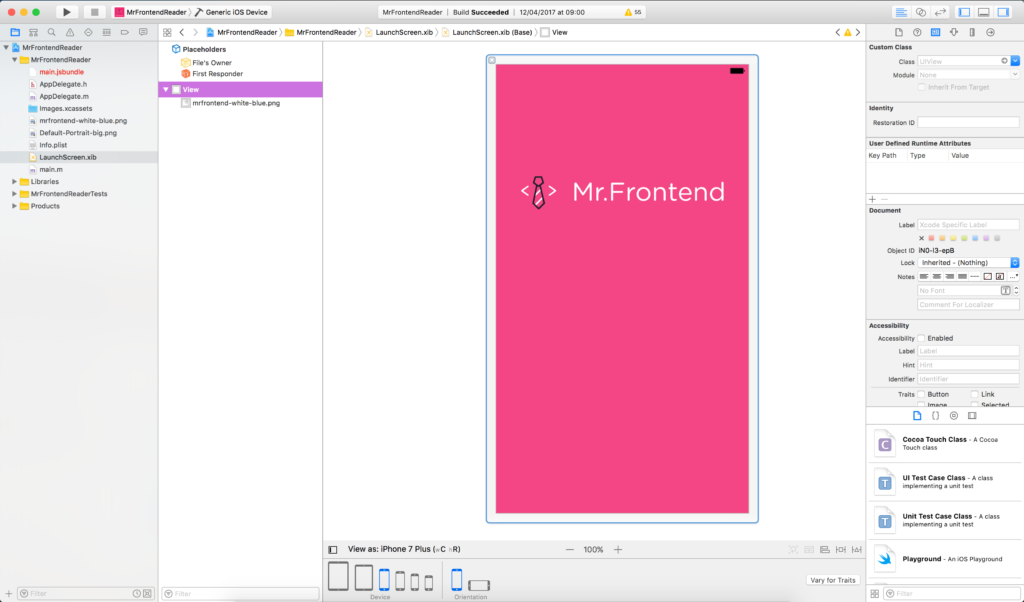 MrFrontendReader
Generic iOS Device
MrFrontendReader
Build Succeeded
12/04/2017 at 09:00
55
MrFrontendReader
MrFrontendReader
LaunchScreen.xib
LaunchScreen.xib (Base)
View
MrFrontendReader
MrFrontendReader
main.jsbundle
AppDelegate.h
AppDelegate.m
Images.xcassets
mrfrontend-white-blue.png
Default-Portrait-big.png
Info.plist
LaunchScreen.xib
main.m
Libraries
MrFrontendReaderTests
Products
Filter
Placeholders
File's Owner
First Responder
View
mrfrontend-white-blue.png
Filter
Mr.Frontend
View as: iPhone 7 Plus (wC hR)
100%
Device
Orientation
Vary for Traits
Custom Class
Class UIView
Module None
Inherit From Target
Identity
Restoration ID
User Defined Runtime Attributes
Key Path Type Value
Document
Label Xcode Specific Label
Object ID iN0-l3-epB
Lock Inherited - (Nothing)
Notes
No Font
Comment For Localizer
Accessibility
Accessibility Enabled
Label Label
Hint Hint
Identifier Identifier
Traits Button Link
Image Selected
Cocoa Touch Class - A Cocoa
Touch class
UI Test Case Class - A class
implementing a unit test
Unit Test Case Class - A class
implementing a unit test
Playground - An iOS Playground
Filter